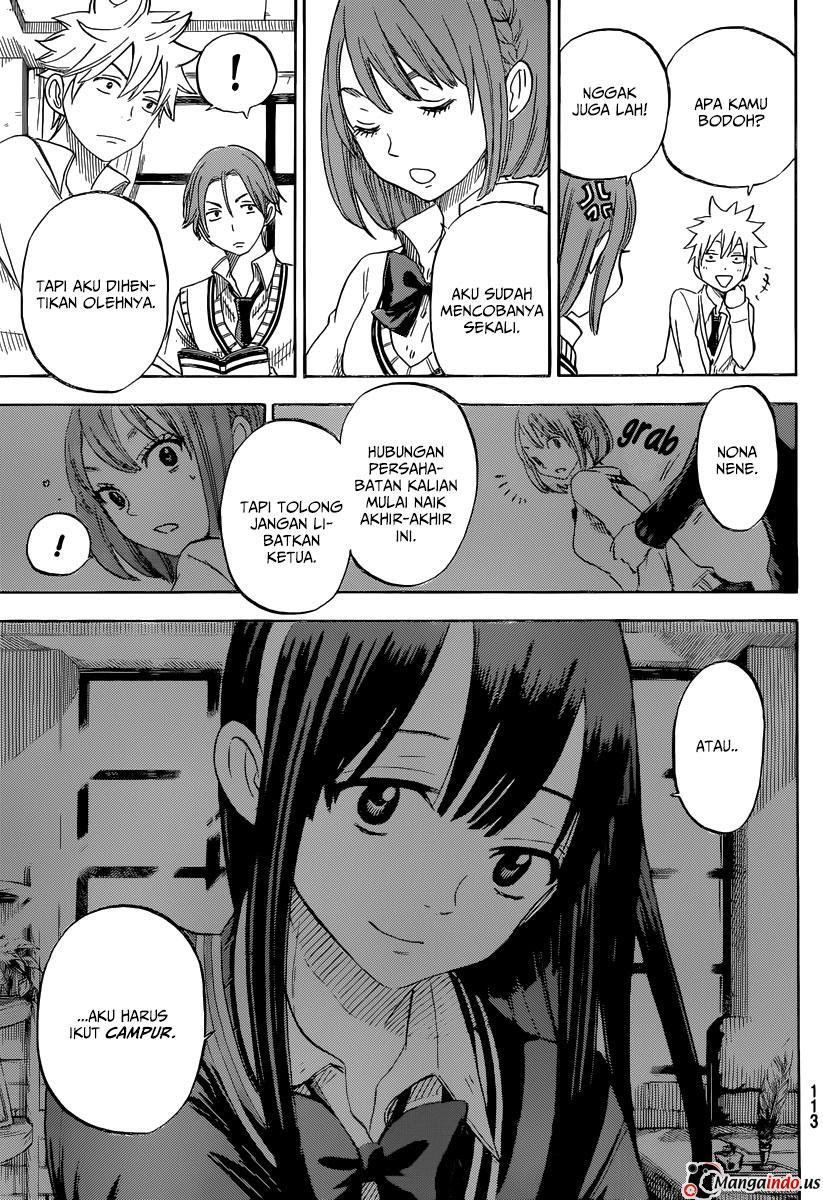 APA KAMU
BODOH?
NGGAK
JUGA LAH!
AKU SUDAH
MENCOBANYA
SEKALI.
!
TAPI AKU DIHEN-
TIKAN OLEHNYA.
NONA
NENE.
grab
HUBUNGAN
PERSAHA-
BATAN KALIAN
MULAI NAIK
AKHIR-AKHIR
INI.
TAPI TOLONG
JANGAN LI-
BATKAN
KETUA.
!
ATAU..
...AKU HARUS
IKUT CAMPUR.
113
Mangaindo.us